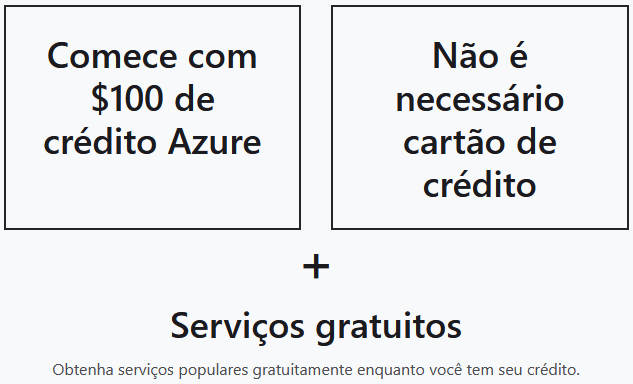 Comece com
$100 de
crédito Azure
Não é
necessário
cartão de
crédito
+
Serviços gratuitos
Obtenha serviços populares gratuitamente enquanto você tem seu crédito.